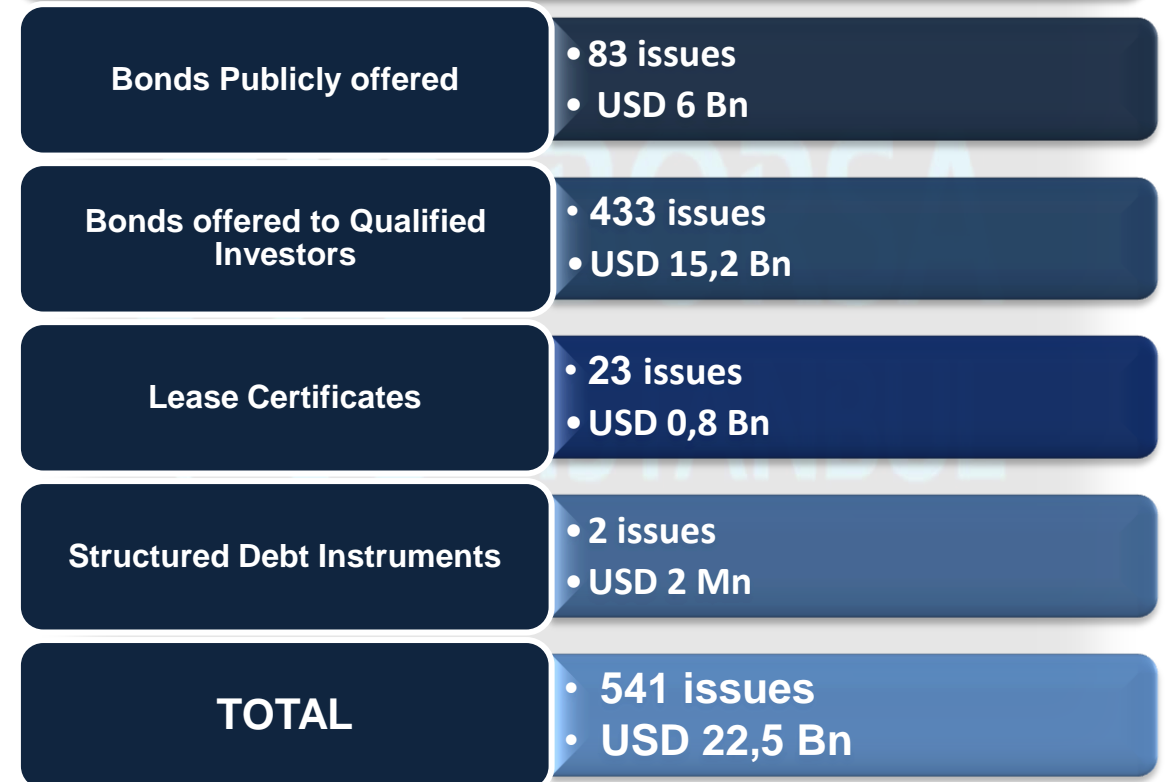 Bonds Publicly offered
• 83 issues
• USD 6 Bn
Bonds offered to Qualified
Investors
• 433 issues
• USD 15,2 Bn
Lease Certificates
• 23 issues
• USD 0,8 Bn
Structured Debt Instruments
• 2 issues
• USD 2 Mn
TOTAL
• 541 issues
• USD 22,5 Bn